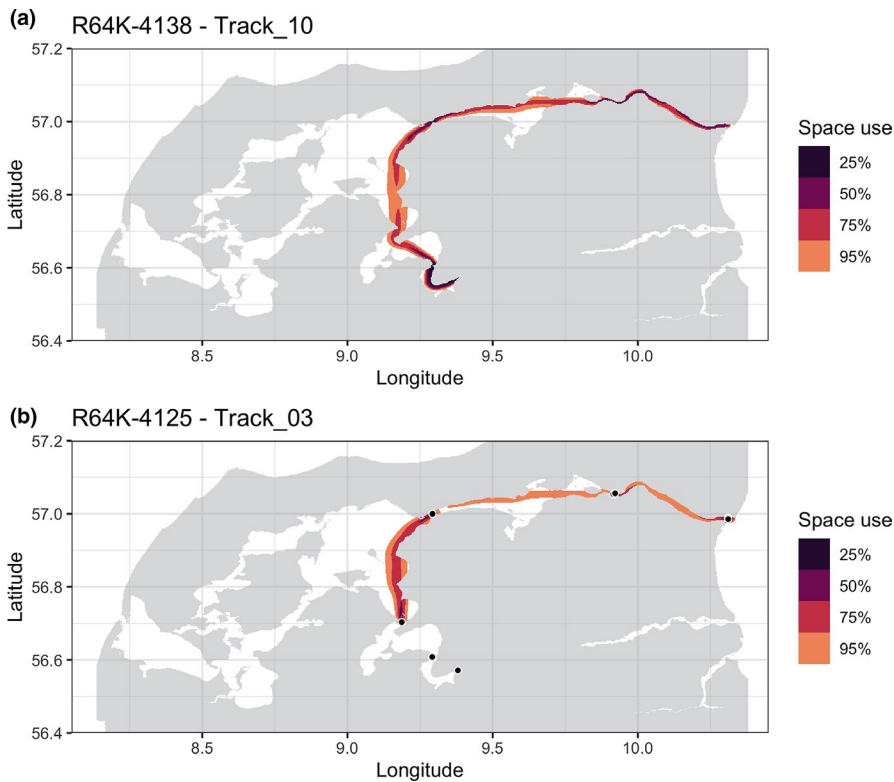 (a) R64K-4138 - Track_10
57.2
57.0
56.8
56.6
56.4
Latitude
8.5 9.0 9.5 10.0
Longitude
Space use
25%
50%
75%
95%
(b) R64K-4125 - Track_03
57.2
57.0
56.8
56.6
56.4
Latitude
8.5 9.0 9.5 10.0
Longitude
Space use
25%
50%
75%
95%